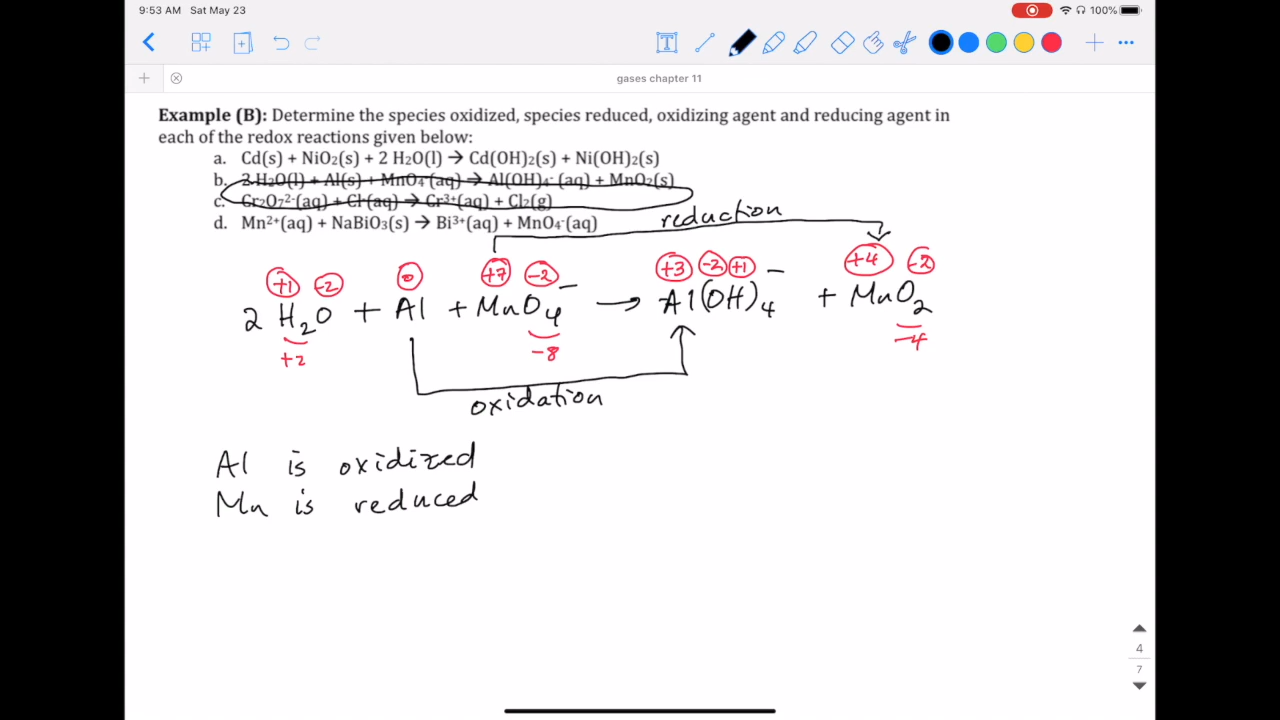 9:53 AM Sat May 23
100%
gases chapter 11
Example (B): Determine the species oxidized, species reduced, oxidizing agent and reducing agent in
each of the redox reactions given below:
a. Cd(s) + NiO₂(s) + 2 H₂O(l) → Cd(OH)₂(s) + Ni(OH)₂(s)
b. 2 H₂O(l) + Al(s) + MnO₄⁻(aq) → Al(OH)₄⁻ (aq) + MnO₂(s)
c. Cr₂O₇²⁻(aq) + Cl⁻(aq) → Cr³⁺(aq) + Cl₂(g)
d. Mn²⁺(aq) + NaBiO₃(s) → Bi³⁺(aq) + MnO₄⁻(aq)
reduction
+1 -2 0 +7 -2 +3 -2 +1 +4 -2
2 H₂O + Al + MnO₄⁻ → Al(OH)₄⁻ + MnO₂
+2 -8 -4
oxidation
Al is oxidized
Mn is reduced
4
7